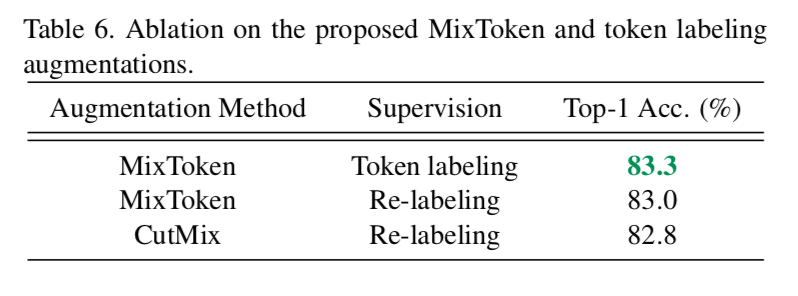 Table 6. Ablation on the proposed MixToken and token labeling
augmentations.
Augmentation Method Supervision Top-1 Acc. (%)
MixToken Token labeling 83.3
MixToken Re-labeling 83.0
CutMix Re-labeling 82.8